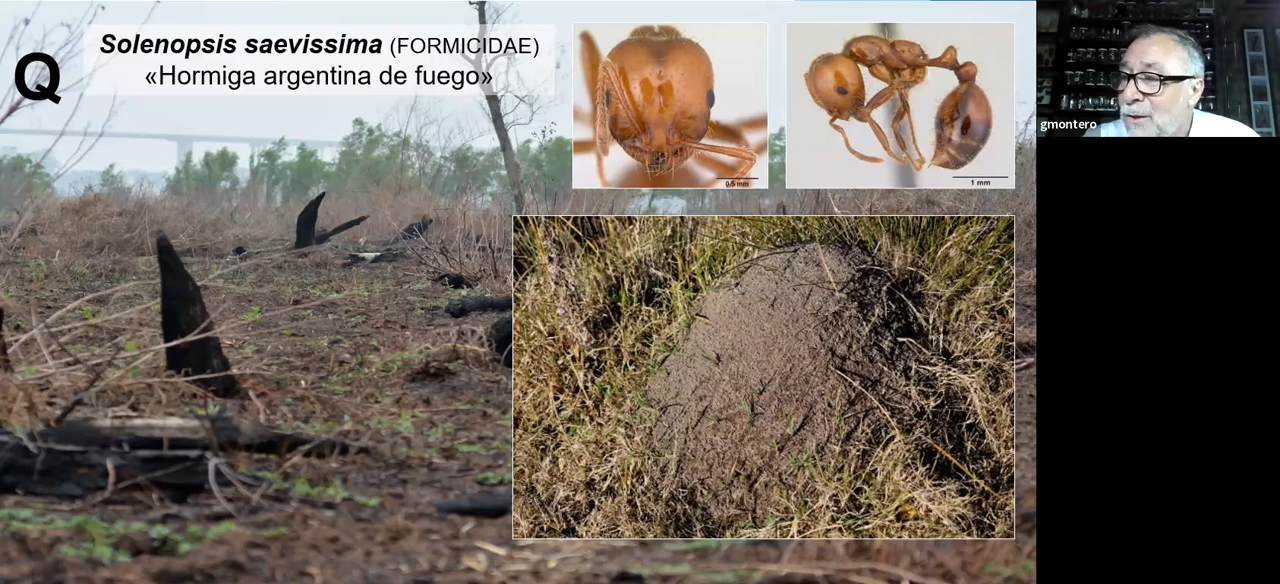 Q
Solenopsis saevissima (FORMICIDAE)
«Hormiga argentina de fuego»
0.5 mm
1 mm
gmontero